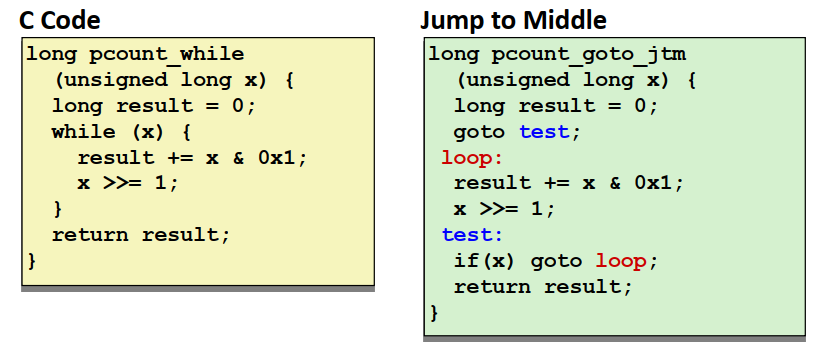 C Code
long pcount_while
(unsigned long x) {
long result = 0;
while (x) {
result += x & 0x1;
x >>= 1;
}
return result;
}
Jump to Middle
long pcount_goto_jtm
(unsigned long x) {
long result = 0;
goto test;
loop:
result += x & 0x1;
x >>= 1;
test:
if(x) goto loop;
return result;
}